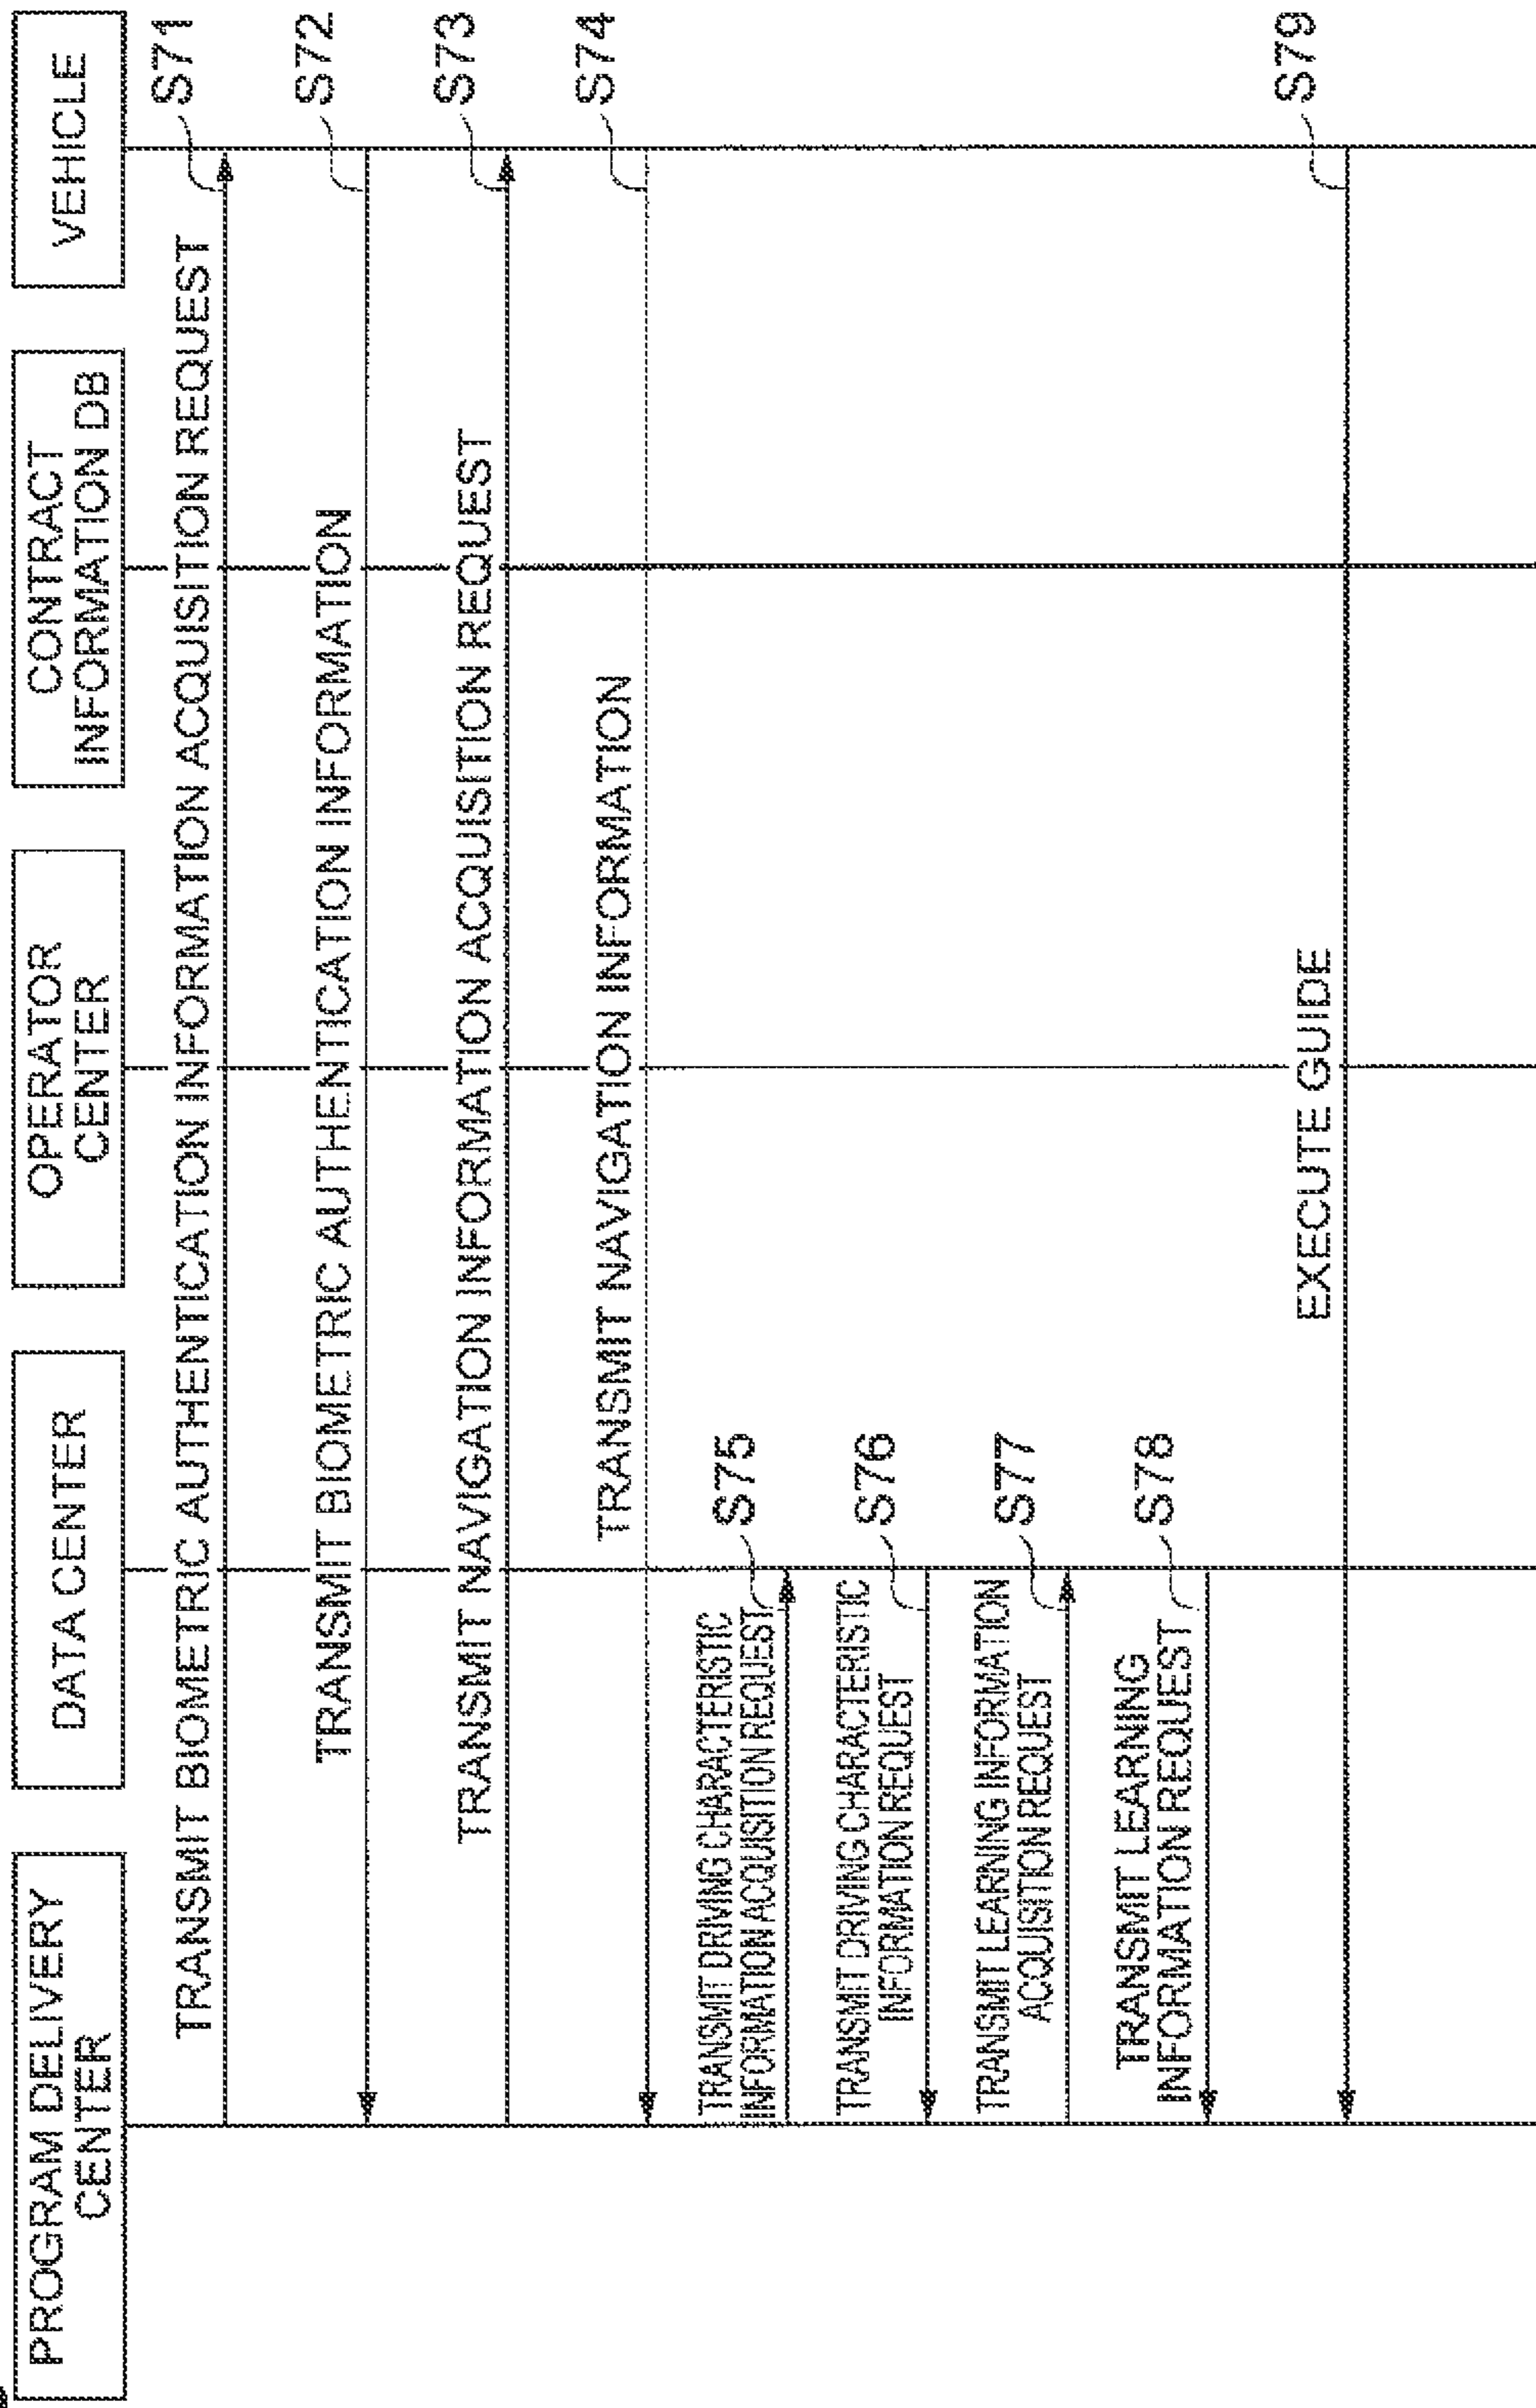 PROGRAM DELIVERY
CENTER
DATA CENTER
OPERATOR
CENTER
CONTRACT
INFORMATION DB
VEHICLE
TRANSMIT BIOMETRIC AUTHENTICATION INFORMATION ACQUISITION REQUEST
S71
TRANSMIT BIOMETRIC AUTHENTICATION INFORMATION
S72
TRANSMIT NAVIGATION INFORMATION ACQUISITION REQUEST
S73
TRANSMIT NAVIGATION INFORMATION
S74
TRANSMIT DRIVING CHARACTERISTIC
INFORMATION ACQUISITION REQUEST
S75
TRANSMIT DRIVING CHARACTERISTIC
INFORMATION REQUEST
S76
TRANSMIT LEARNING INFORMATION
ACQUISITION REQUEST
S77
TRANSMIT LEARNING
INFORMATION REQUEST
S78
EXECUTE GUIDE
S79